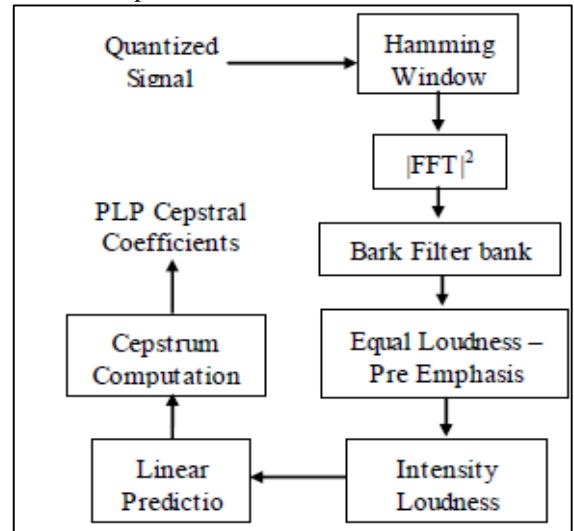 Quantized
Signal
Hamming
Window
|FFT|²
Bark Filter bank
Equal Loudness –
Pre Emphasis
Intensity
Loudness
Linear
Predictio
Cepstrum
Computation
PLP Cepstral
Coefficients